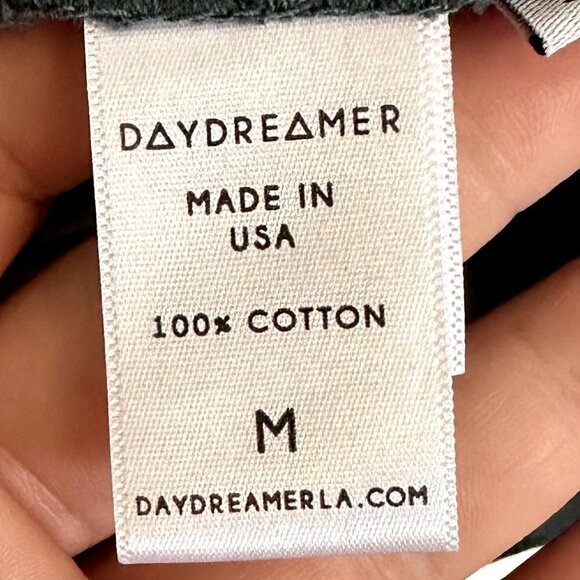 DAYDREAMER
MADE IN
USA
100% COTTON
M
DAYDREAMERLA.COM